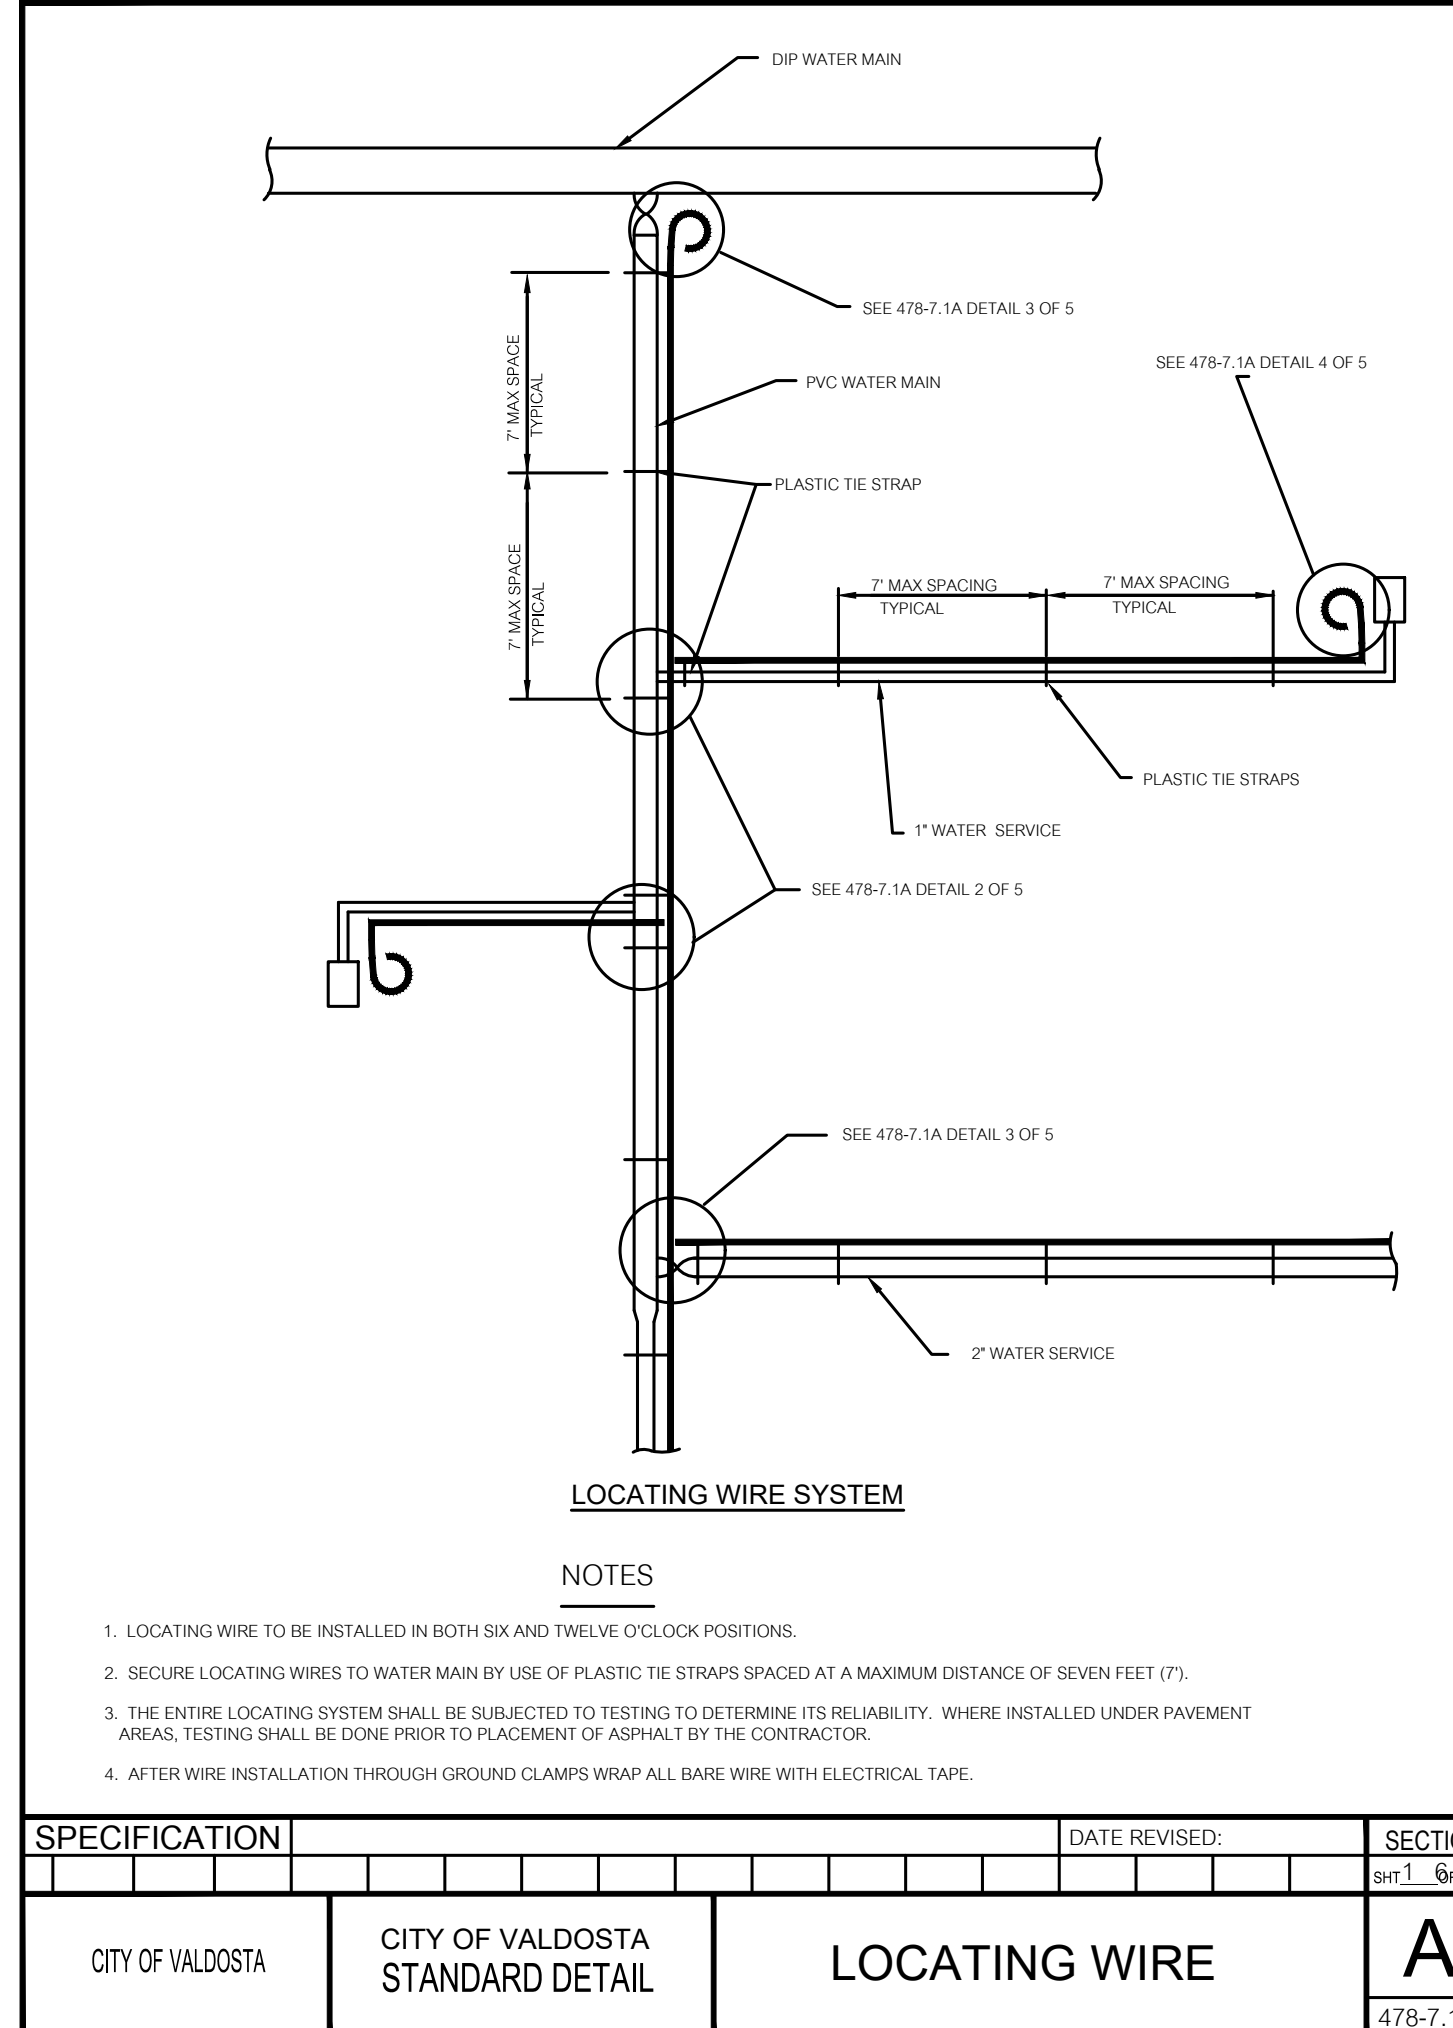 DIP WATER MAIN
SEE 478-7.1A DETAIL 3 OF 5
SEE 478-7.1A DETAIL 4 OF 5
7' MAX SPACE
TYPICAL
PVC WATER MAIN
PLASTIC TIE STRAP
7' MAX SPACE
TYPICAL
7' MAX SPACING
TYPICAL
7' MAX SPACING
TYPICAL
PLASTIC TIE STRAPS
1" WATER SERVICE
SEE 478-7.1A DETAIL 2 OF 5
SEE 478-7.1A DETAIL 3 OF 5
2" WATER SERVICE
LOCATING WIRE SYSTEM
NOTES
1. LOCATING WIRE TO BE INSTALLED IN BOTH SIX AND TWELVE O'CLOCK POSITIONS.
2. SECURE LOCATING WIRES TO WATER MAIN BY USE OF PLASTIC TIE STRAPS SPACED AT A MAXIMUM DISTANCE OF SEVEN FEET (7').
3. THE ENTIRE LOCATING SYSTEM SHALL BE SUBJECTED TO TESTING TO DETERMINE ITS RELIABILITY. WHERE INSTALLED UNDER PAVEMENT
AREAS, TESTING SHALL BE DONE PRIOR TO PLACEMENT OF ASPHALT BY THE CONTRACTOR.
4. AFTER WIRE INSTALLATION THROUGH GROUND CLAMPS WRAP ALL BARE WIRE WITH ELECTRICAL TAPE.
SPECIFICATION
DATE REVISED:
SHT 1 6
CITY OF VALDOSTA
CITY OF VALDOSTA
STANDARD DETAIL
LOCATING WIRE
A
478-7.1